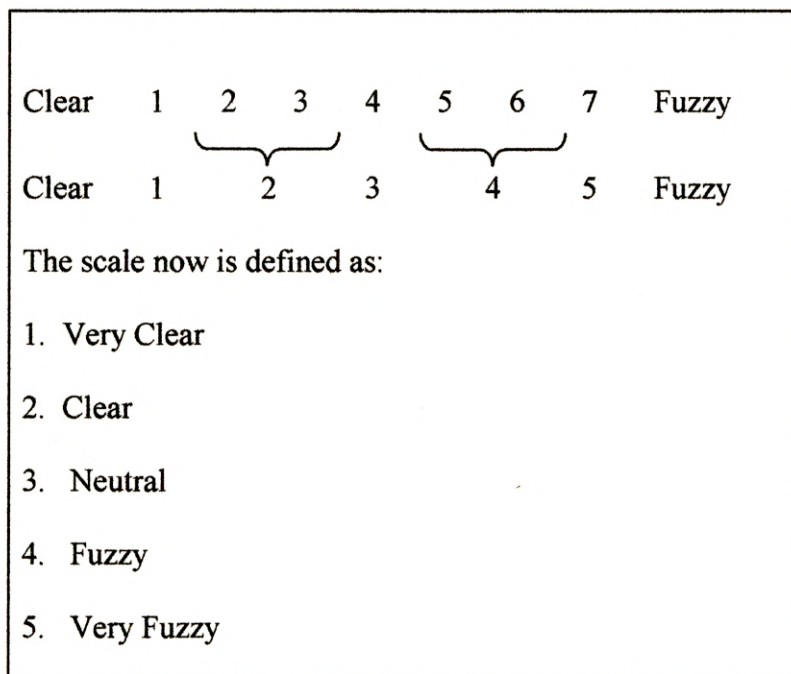 Clear 1 2 3 4 5 6 7 Fuzzy
Clear 1 2 3 4 5 Fuzzy
The scale now is defined as:
1. Very Clear
2. Clear
3. Neutral
4. Fuzzy
5. Very Fuzzy